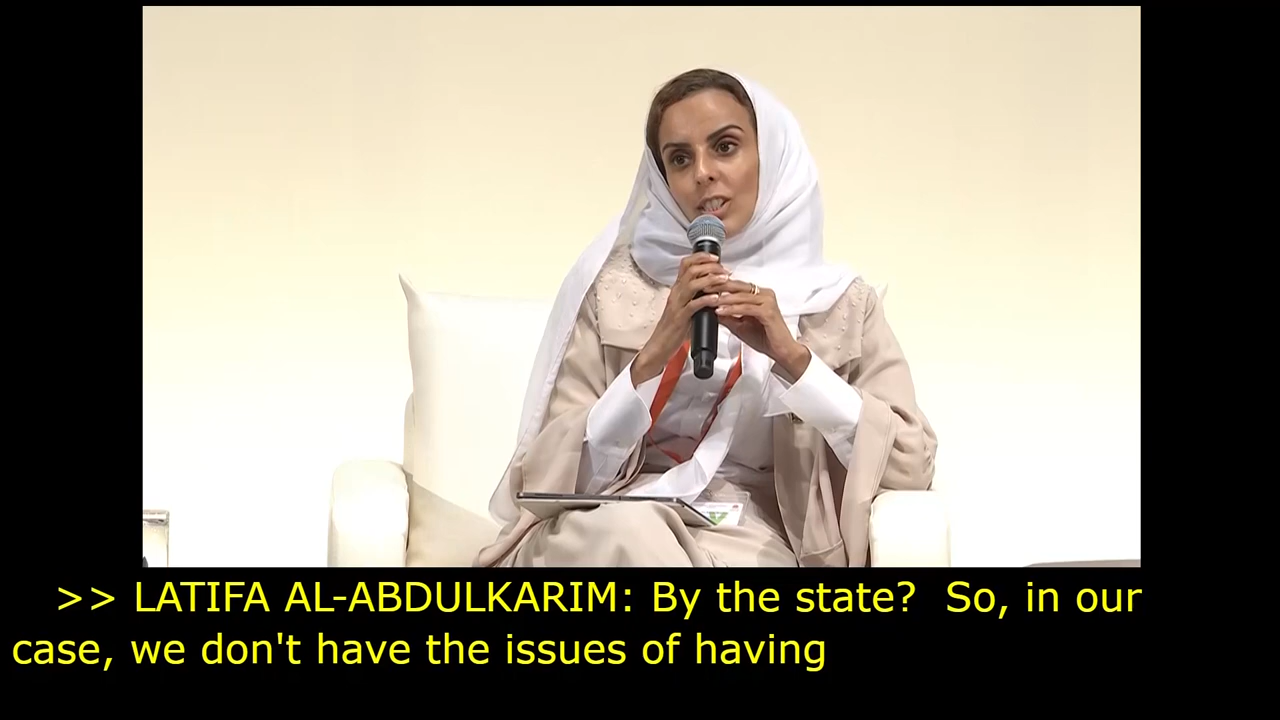 >> LATIFA AL-ABDULKARIM: By the state?  So, in our
case, we don't have the issues of having